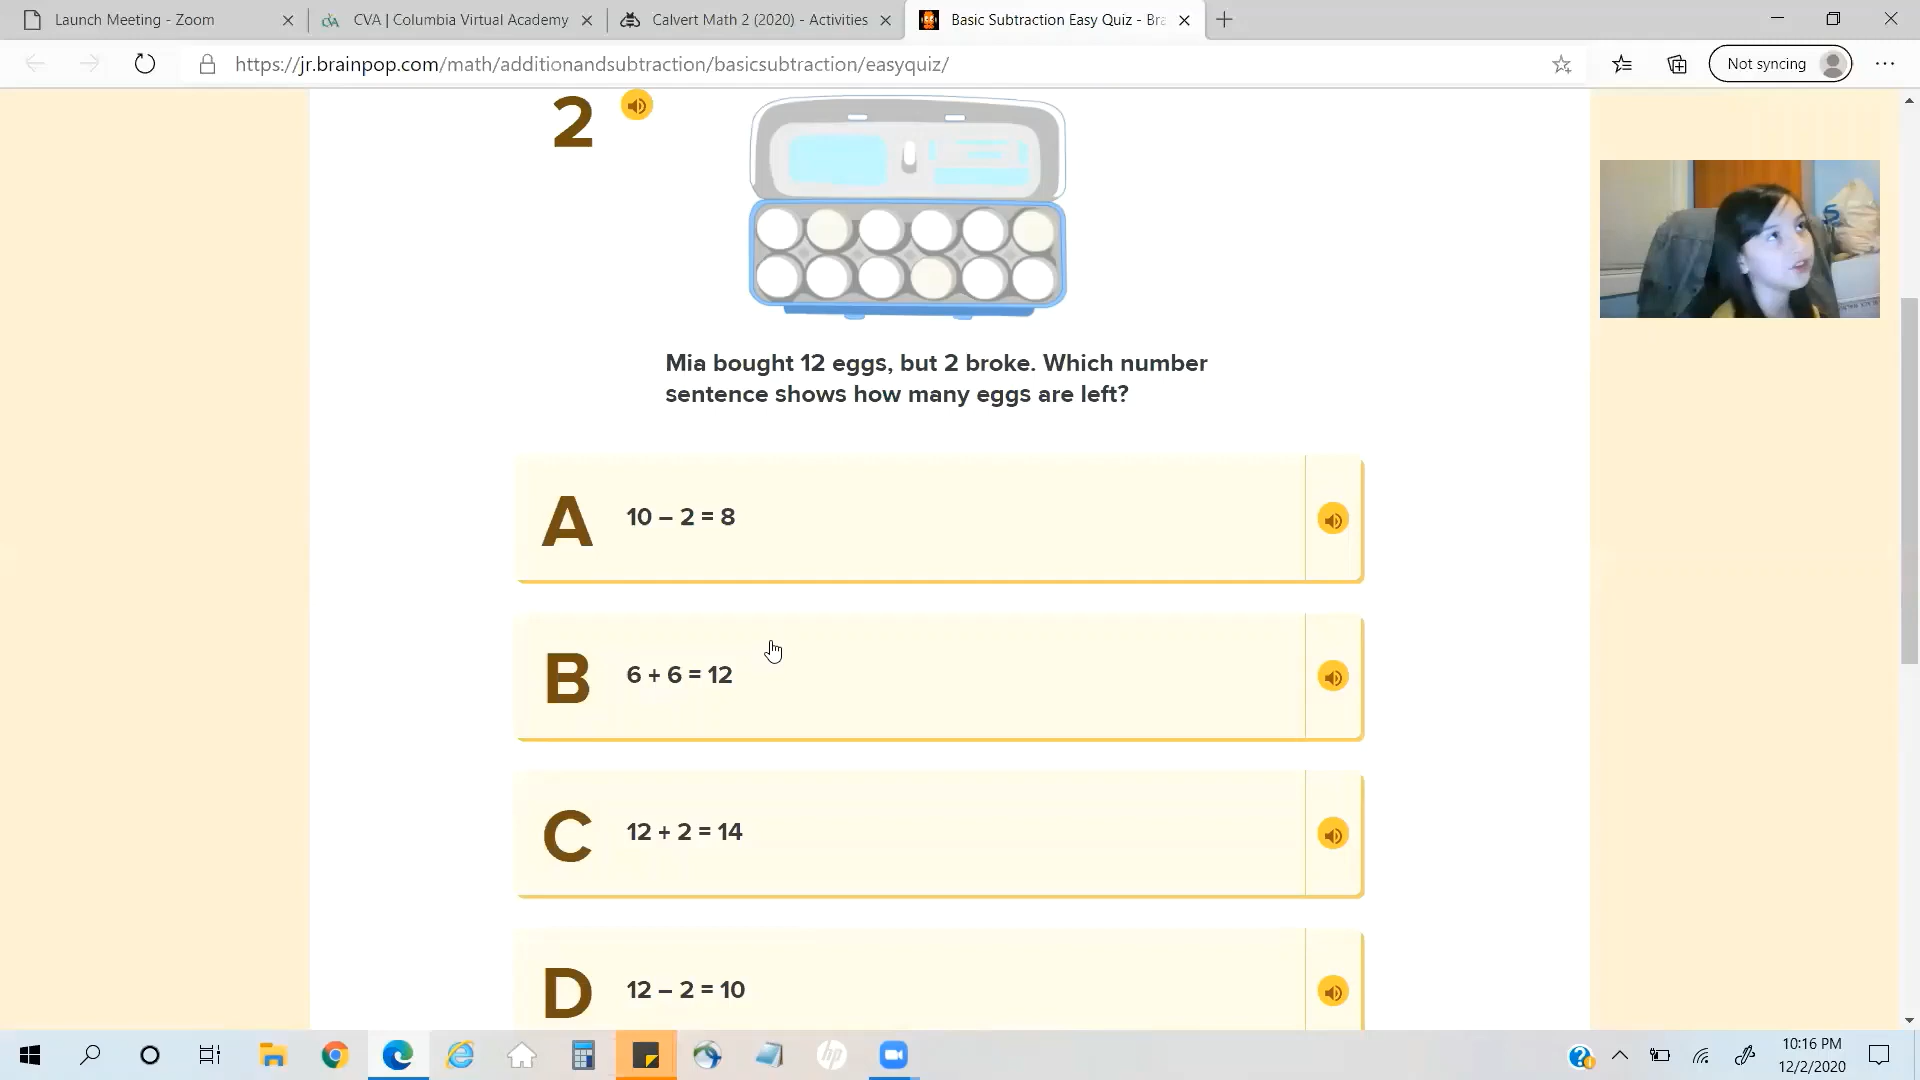 Launch Meeting - Zoom
CVA | Columbia Virtual Academy
Calvert Math 2 (2020) - Activities
Basic Subtraction Easy Quiz - Bra
https://jr.brainpop.com/math/additionandsubtraction/basicsubtraction/easyquiz/
Not syncing
2
Mia bought 12 eggs, but 2 broke. Which number
sentence shows how many eggs are left?
A
10 – 2 = 8
B
6 + 6 = 12
C
12 + 2 = 14
D
12 – 2 = 10
hp
10:16 PM
12/2/2020